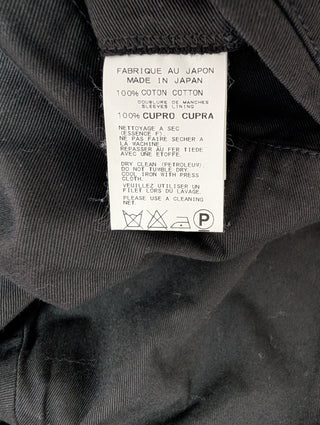 FABRIQUE AU JAPON
MADE IN JAPAN
100% COTON COTTON
DOUBLURE DE MANCHES
SLEEVES LINING
100% CUPRO CUPRA
NETTOYAGE A SEC
(ESSENCE F)
NE PAS FAIRE SECHER A
LA MACHINE.
REPASSER AU FER TIEDE
AVEC UNE ETOFFE.
DRY CLEAN (PETROLEUM).
DO NOT TUMBLE DRY.
COOL IRON WITH PRESS
CLOTH.
VEUILLEZ UTILISER UN
FILET LORS DU LAVAGE.
PLEASE USE A CLEANING
NET.
P